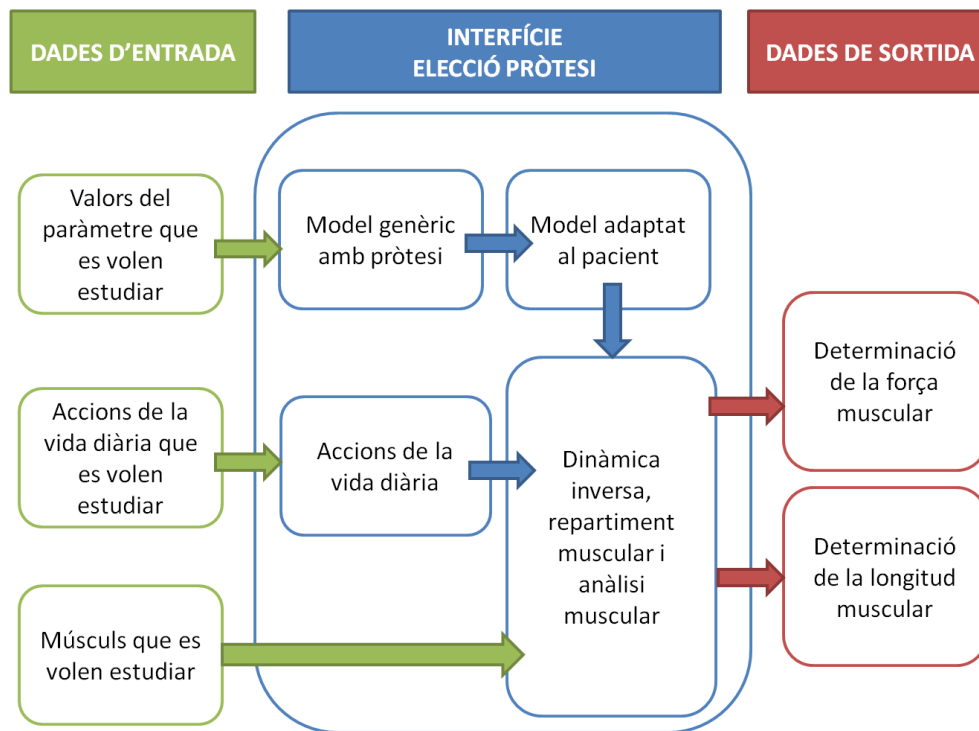 DADES D'ENTRADA
INTERFÍCIE
ELECCIÓ PRÒTESI
DADES DE SORTIDA
Valors del
paràmetre que
es volen
estudiar
Model genèric
amb pròtesi
Model adaptat
al pacient
Accions de la
vida diària que
es volen
estudiar
Accions de la
vida diària
Dinàmica
inversa,
repartiment
muscular i
anàlisi
muscular
Músculs que es
volen estudiar
Determinació
de la força
muscular
Determinació
de la longitud
muscular